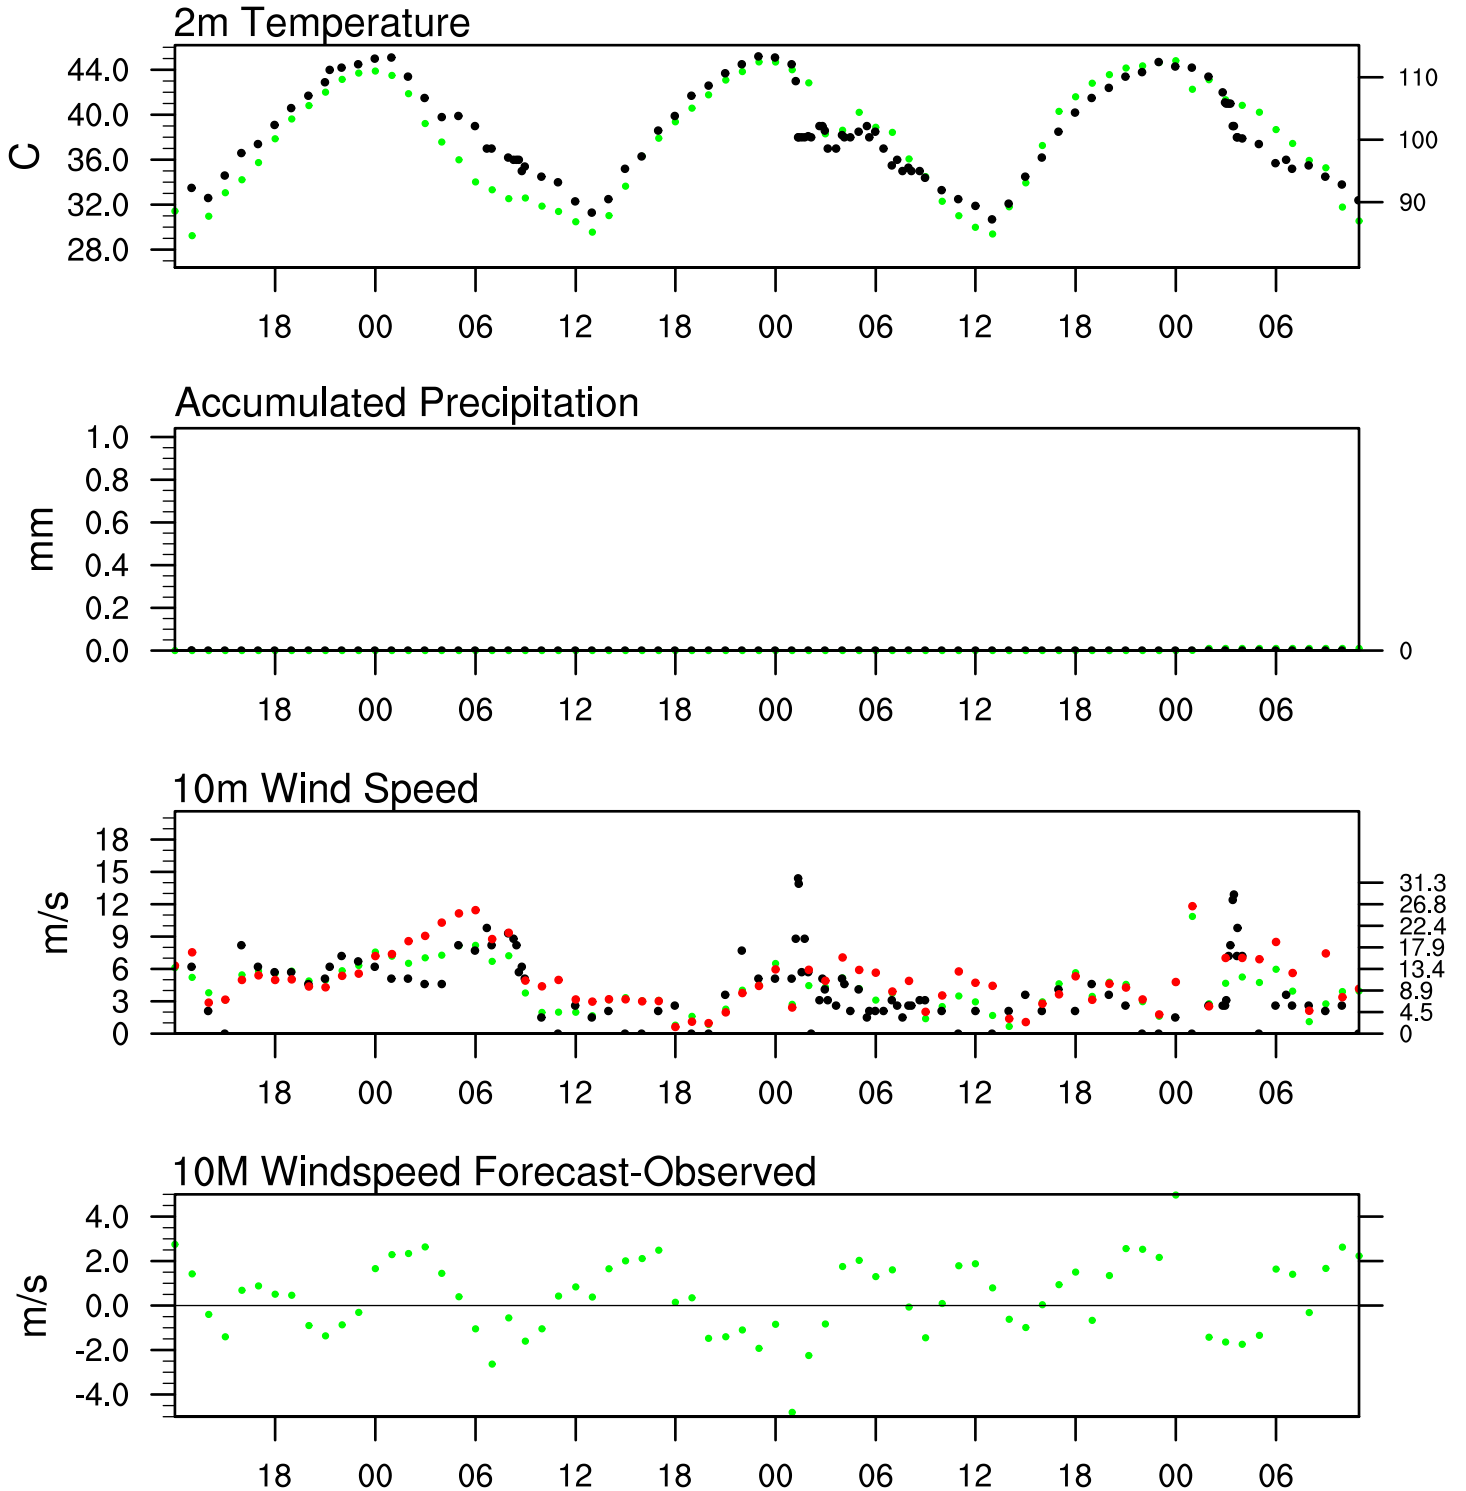 2m Temperature
44.0 110
40.0
C 36.0 100
32.0 90
28.0
18 00 06 12 18 00 06 12 18 00 06
Accumulated Precipitation
1.0
0.8
0.6
mm
0.4
0.2
0.0 0
18 00 06 12 18 00 06 12 18 00 06
10m Wind Speed
18
15 31.3
12 26.8
m/s 22.4
9 17.9
6 13.4
3 8.9
4.5
0 0
18 00 06 12 18 00 06 12 18 00 06
10M Windspeed Forecast-Observed
4.0
2.0
m/s 0.0
-2.0
-4.0
18 00 06 12 18 00 06 12 18 00 06